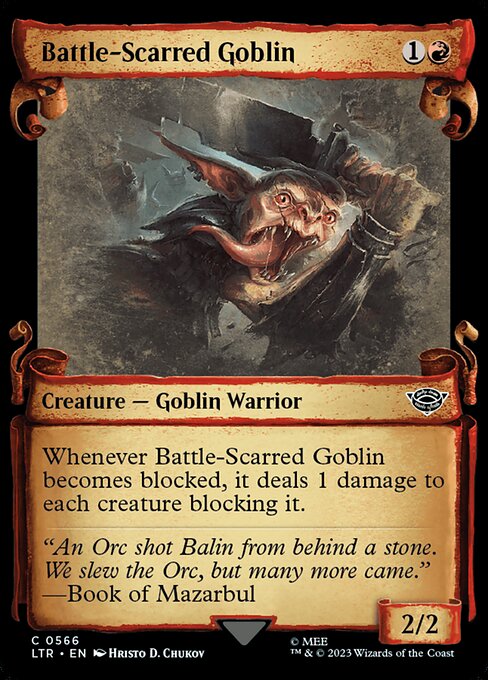 Battle-Scarred Goblin 1
Creature — Goblin Warrior
Whenever Battle-Scarred Goblin
becomes blocked, it deals 1 damage to
each creature blocking it.
“An Orc shot Balin from behind a stone.
We slew the Orc, but many more came.”
—Book of Mazarbul
2/2
C 0566
LTR • EN Hristo D. Chukov
© MEE
™ & © 2023 Wizards of the Coast